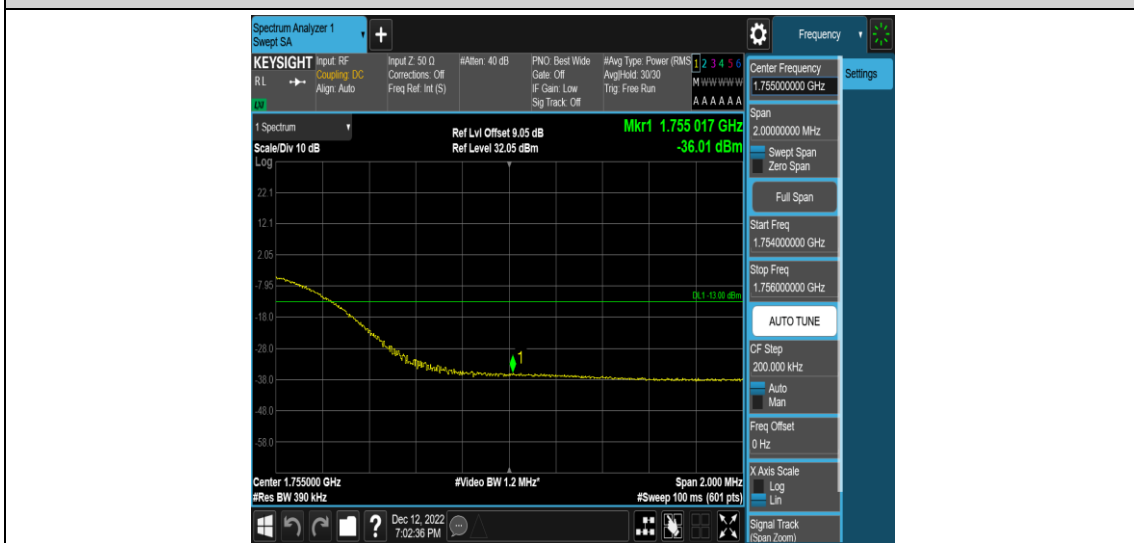 Spectrum Analyzer 1
Swept SA
+
Frequency
KEYSIGHT
RL
LXI
Input: RF
Coupling: DC
Align: Auto
Input Z: 50 Ω
Corrections: Off
Freq Ref: Int (S)
#Atten: 40 dB
PNO: Best Wide
Gate: Off
IF Gain: Low
Sig Track: Off
#Avg Type: Power (RMS
Avg|Hold: 30/30
Trig: Free Run
1 2 3 4 5 6
M W W W W W
A A A A A A
1 Spectrum
Scale/Div 10 dB
Ref Lvl Offset 9.05 dB
Ref Level 32.05 dBm
Mkr1 1.755 017 GHz
-36.01 dBm
Log
22.1
12.1
2.05
-7.95
DL1 -13.00 dBm
-18.0
-28.0
1
-38.0
-48.0
-58.0
Center 1.755000 GHz
#Res BW 390 kHz
#Video BW 1.2 MHz*
Span 2.000 MHz
#Sweep 100 ms (601 pts)
?
Dec 12, 2022
7:02:36 PM
Center Frequency
1.755000000 GHz
Settings
Span
2.00000000 MHz
Swept Span
Zero Span
Full Span
Start Freq
1.754000000 GHz
Stop Freq
1.756000000 GHz
AUTO TUNE
CF Step
200.000 kHz
Auto
Man
Freq Offset
0 Hz
X Axis Scale
Log
Lin
Signal Track
(Span Zoom)